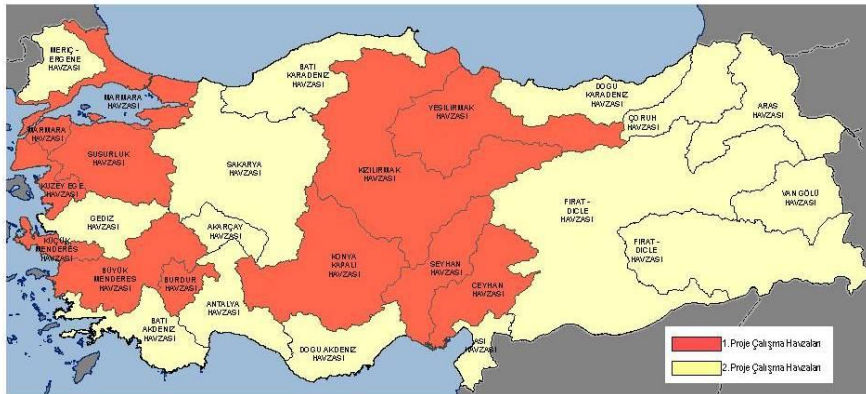 MERİÇ -
ERGENE
HAVZASI
MARMARA
HAVZASI
MARMARA
HAVZASI
SUSURLUK
HAVZASI
KUZEY EGE
HAVZASI
GEDİZ
HAVZASI
KÜÇÜK
MENDERES
HAVZASI
BÜYÜK
MENDERES
HAVZASI
BURDUR
HAVZASI
BATI
AKDENİZ
HAVZASI
ANTALYA
HAVZASI
AKARÇAY
HAVZASI
SAKARYA
HAVZASI
BATI
KARADENİZ
HAVZASI
KIZILIRMAK
HAVZASI
YEŞİLIRMAK
HAVZASI
KONYA
KAPALI
HAVZASI
DOĞU AKDENİZ
HAVZASI
SEYHAN
HAVZASI
CEYHAN
HAVZASI
ASİ
HAVZASI
DOĞU
KARADENİZ
HAVZASI
ÇORUH
HAVZASI
ARAS
HAVZASI
FIRAT -
DİCLE
HAVZASI
VAN GÖLÜ
HAVZASI
FIRAT -
DİCLE
HAVZASI
1. Proje Çalışma Havzaları
2. Proje Çalışma Havzaları